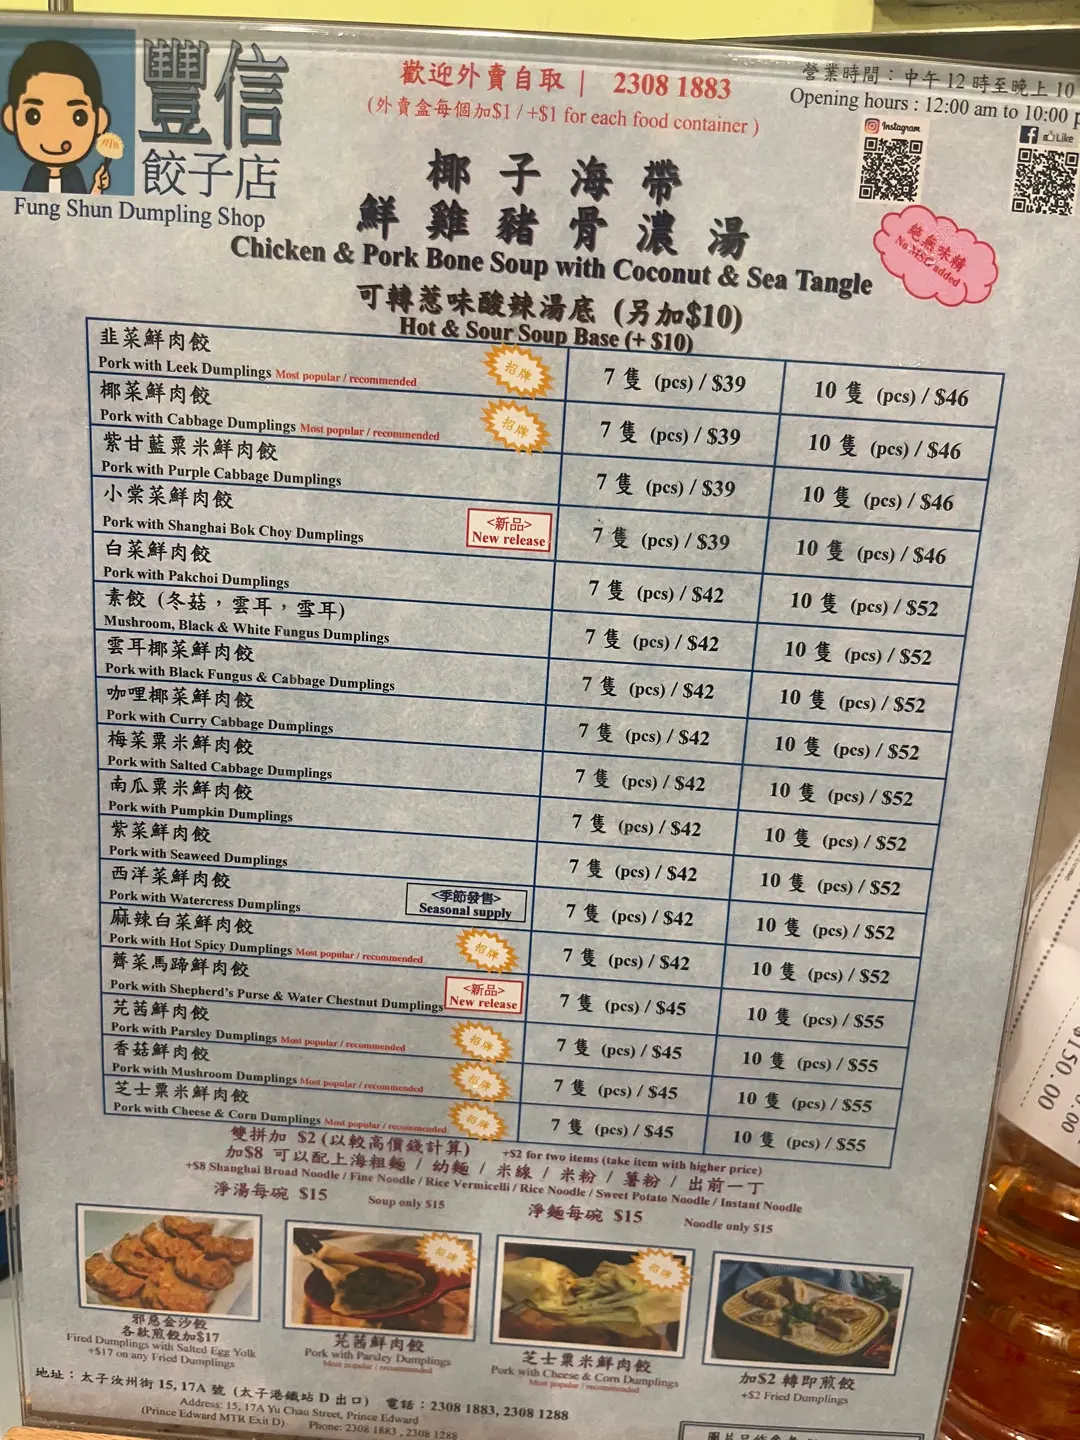 豐信
餃子店
Fung Shun Dumpling Shop
歡迎外賣自取 | 2308 1883
(外賣盒每個加$1 / +$1 for each food container )
營業時間：中午 12 時至晚上 10
Opening hours : 12:00 am to 10:00 p
Instagram
Like
椰子海帶
鮮雞豬骨濃湯
Chicken & Pork Bone Soup with Coconut & Sea Tangle
絕無味精
No MSG added
可轉惹味酸辣湯底 (另加$10)
Hot & Sour Soup Base (+ $10)
韭菜鮮肉餃
Pork with Leek Dumplings Most popular / recommended 招牌 7 隻 (pcs) / $39 10 隻 (pcs) / $46
椰菜鮮肉餃
Pork with Cabbage Dumplings Most popular / recommended 招牌 7 隻 (pcs) / $39 10 隻 (pcs) / $46
紫甘藍粟米鮮肉餃
Pork with Purple Cabbage Dumplings 7 隻 (pcs) / $39 10 隻 (pcs) / $46
小棠菜鮮肉餃
Pork with Shanghai Bok Choy Dumplings <新品> New release 7 隻 (pcs) / $39 10 隻 (pcs) / $46
白菜鮮肉餃
Pork with Pakchoi Dumplings 7 隻 (pcs) / $42 10 隻 (pcs) / $52
素餃 (冬菇，雲耳，雪耳)
Mushroom, Black & White Fungus Dumplings 7 隻 (pcs) / $42 10 隻 (pcs) / $52
雲耳椰菜鮮肉餃
Pork with Black Fungus & Cabbage Dumplings 7 隻 (pcs) / $42 10 隻 (pcs) / $52
咖哩椰菜鮮肉餃
Pork with Curry Cabbage Dumplings 7 隻 (pcs) / $42 10 隻 (pcs) / $52
梅菜粟米鮮肉餃
Pork with Salted Cabbage Dumplings 7 隻 (pcs) / $42 10 隻 (pcs) / $52
南瓜粟米鮮肉餃
Pork with Pumpkin Dumplings 7 隻 (pcs) / $42 10 隻 (pcs) / $52
紫菜鮮肉餃
Pork with Seaweed Dumplings 7 隻 (pcs) / $42 10 隻 (pcs) / $52
西洋菜鮮肉餃
Pork with Watercress Dumplings <季節發售> Seasonal supply 7 隻 (pcs) / $42 10 隻 (pcs) / $52
麻辣白菜鮮肉餃
Pork with Hot Spicy Dumplings Most popular / recommended 招牌 7 隻 (pcs) / $42 10 隻 (pcs) / $52
薺菜馬蹄鮮肉餃
Pork with Shepherd's Purse & Water Chestnut Dumplings <新品> New release 7 隻 (pcs) / $45 10 隻 (pcs) / $55
芫茜鮮肉餃
Pork with Parsley Dumplings Most popular / recommended 招牌 7 隻 (pcs) / $45 10 隻 (pcs) / $55
香菇鮮肉餃
Pork with Mushroom Dumplings Most popular / recommended 招牌 7 隻 (pcs) / $45 10 隻 (pcs) / $55
芝士粟米鮮肉餃
Pork with Cheese & Corn Dumplings Most popular / recommended 招牌 7 隻 (pcs) / $45 10 隻 (pcs) / $55
雙拼加 $2 (以較高價錢計算) +$2 for two items (take item with higher price)
加$8 可以配上海粗麵 / 幼麵 / 米線 / 米粉 / 薯粉 / 出前一丁
+$8 Shanghai Broad Noodle / Fine Noodle / Rice Vermicelli / Rice Noodle / Sweet Potato Noodle / Instant Noodle
淨湯每碗 $15 Soup only $15 淨麵每碗 $15 Noodle only $15
招牌
招牌
邪惡金沙餃
各款煎餃加$17
Fired Dumplings with Salted Egg Yolk
+$17 on any Fried Dumplings
芫茜鮮肉餃
Pork with Parsley Dumplings
Most popular / recommended
芝士粟米鮮肉餃
Pork with Cheese & Corn Dumplings
Most popular / recommended
加$2 轉即煎餃
+$2 Fried Dumplings
地址：太子汝州街 15, 17A 號 (太子港鐵站 D 出口) 電話：2308 1883, 2308 1288
Address: 15, 17A Yu Chau Street, Prince Edward
(Prince Edward MTR Exit D) Phone: 2308 1883 , 2308 1288